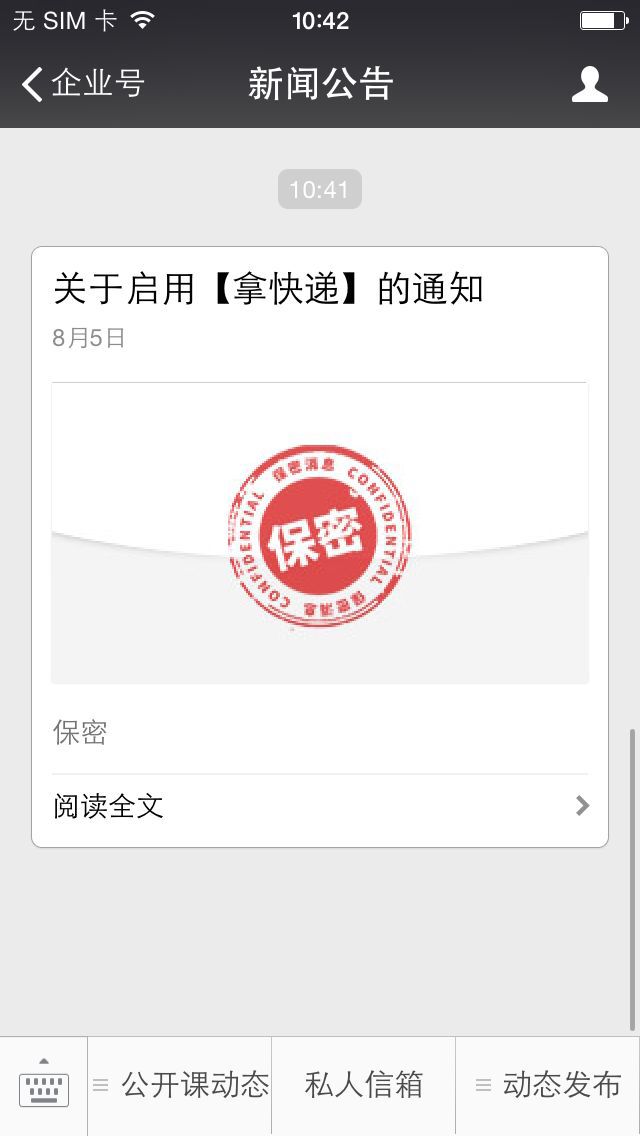 无 SIM 卡
10:42
企业号
新闻公告
10:41
关于启用【拿快递】的通知
8月5日
保密消息 CONFIDENTIAL
保密
保密消息 CONFIDENTIAL
保密
阅读全文
公开课动态
私人信箱
动态发布